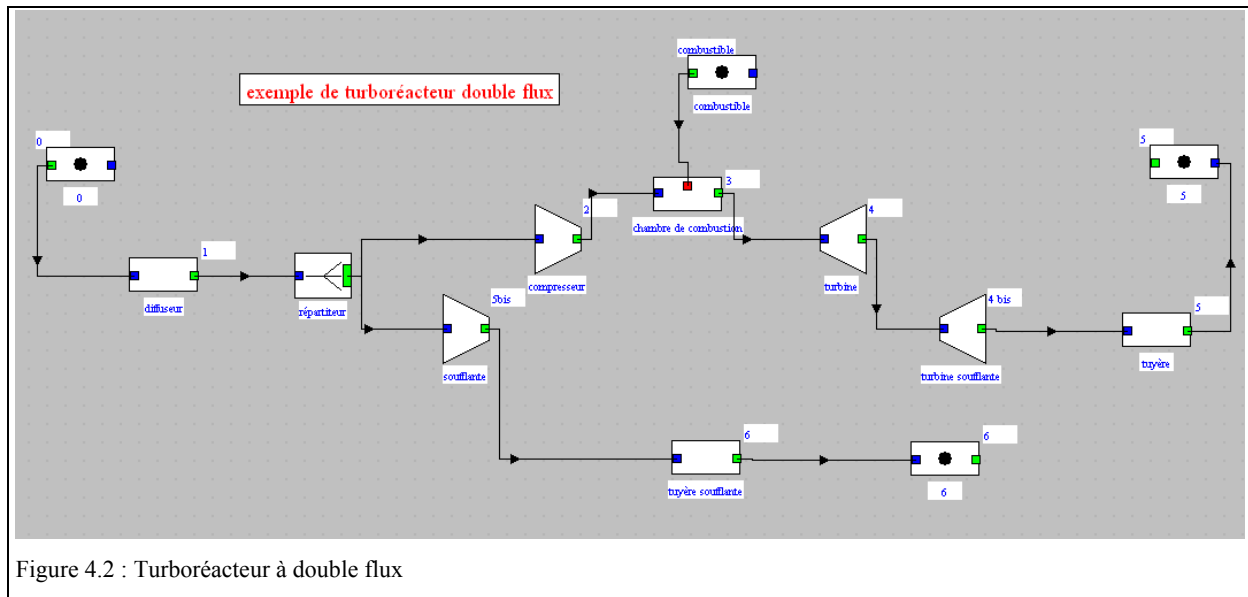 combustible
combustible
exemple de turboréacteur double flux
0
0
1
diffuseur
répartiteur
2
compresseur
5bis
soufflante
3
chambre de combustion
4
turbine
4 bis
turbine soufflante
5
tuyère
5
5
6
tuyère soufflante
6
6
Figure 4.2 : Turboréacteur à double flux